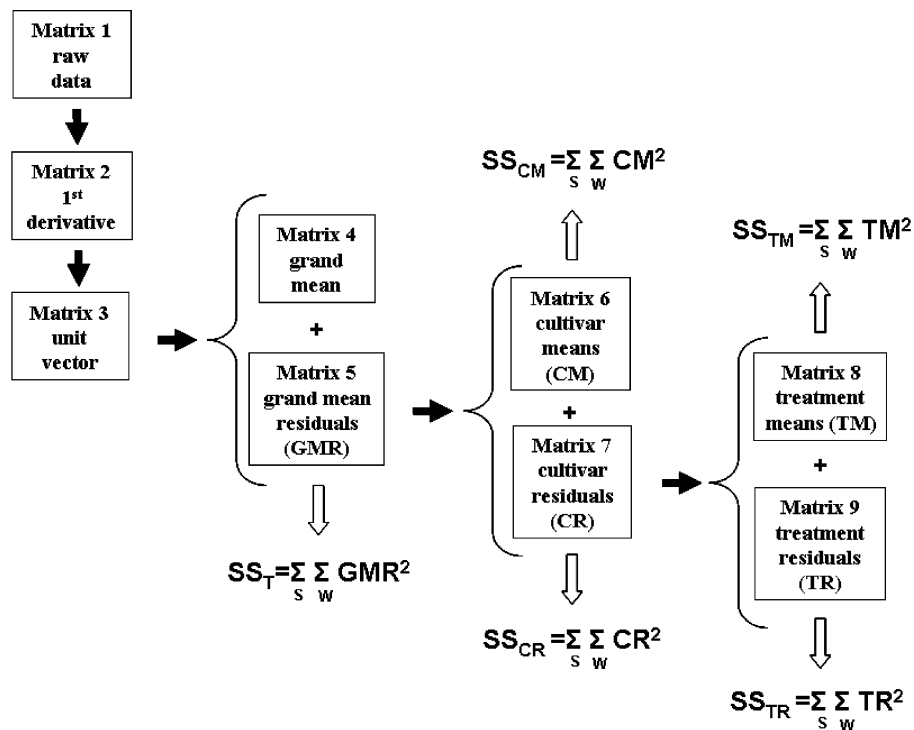 Matrix 1
raw
data
Matrix 2
1st
derivative
Matrix 3
unit
vector
Matrix 4
grand
mean
+
Matrix 5
grand mean
residuals
(GMR)
SST=Σ Σ GMR2
S W
SSCM=Σ Σ CM2
S W
Matrix 6
cultivar
means
(CM)
+
Matrix 7
cultivar
residuals
(CR)
SSCR=Σ Σ CR2
S W
SSTM=Σ Σ TM2
S W
Matrix 8
treatment
means (TM)
+
Matrix 9
treatment
residuals
(TR)
SSTR=Σ Σ TR2
S W